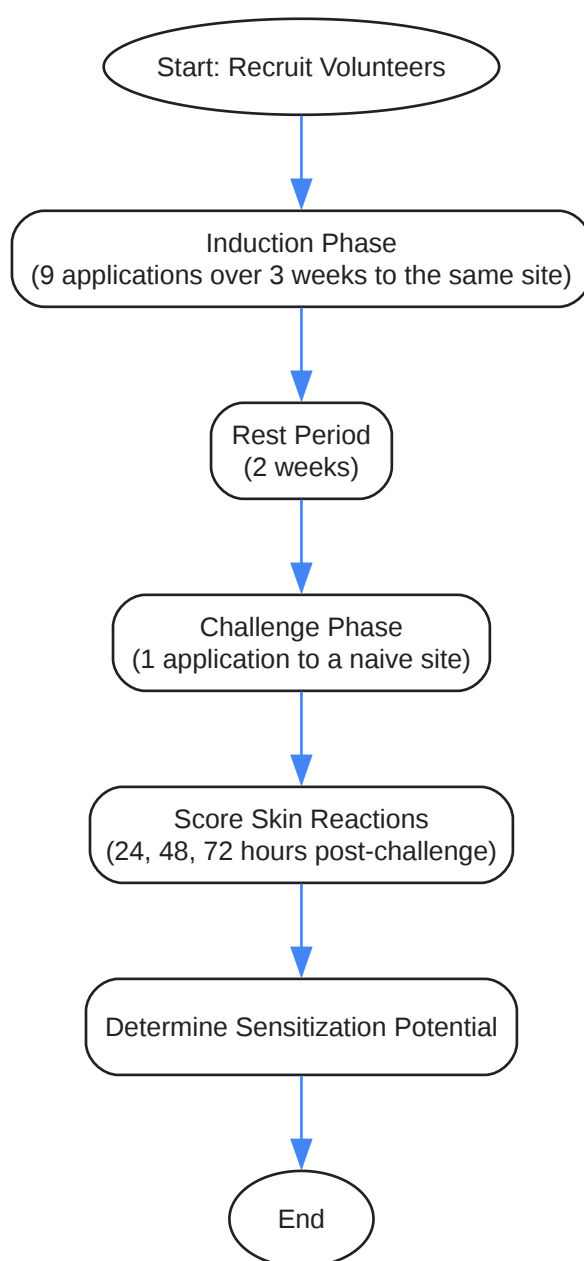 Start: Recruit Volunteers
Induction Phase
(9 applications over 3 weeks to the same site)
Rest Period
(2 weeks)
Challenge Phase
(1 application to a naive site)
Score Skin Reactions
(24, 48, 72 hours post-challenge)
Determine Sensitization Potential
End